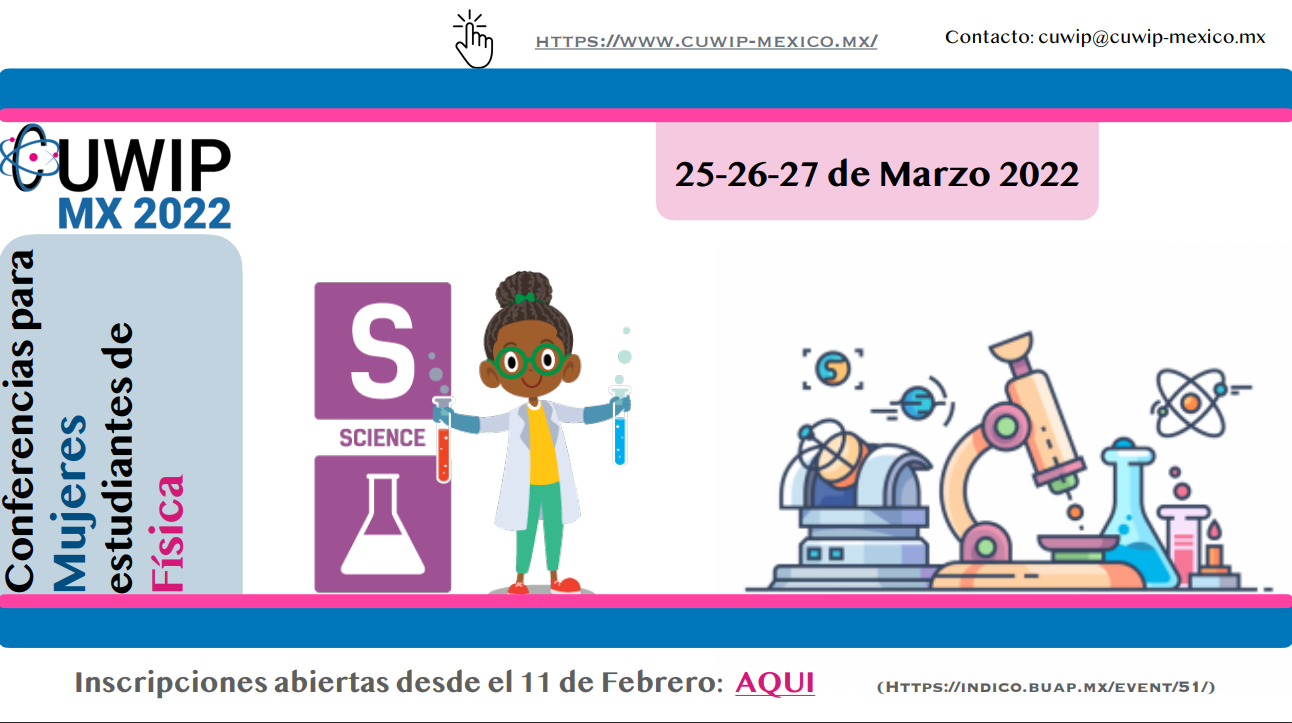 HTTPS://WWW.CUWIP-MEXICO.MX/
Contacto: cuwip@cuwip-mexico.mx
CUWIP
MX 2022
25-26-27 de Marzo 2022
Conferencias para
Mujeres
estudiantes de
Física
S
SCIENCE
Inscripciones abiertas desde el 11 de Febrero: AQUI (HTTPS://INDICO.BUAP.MX/EVENT/51/)